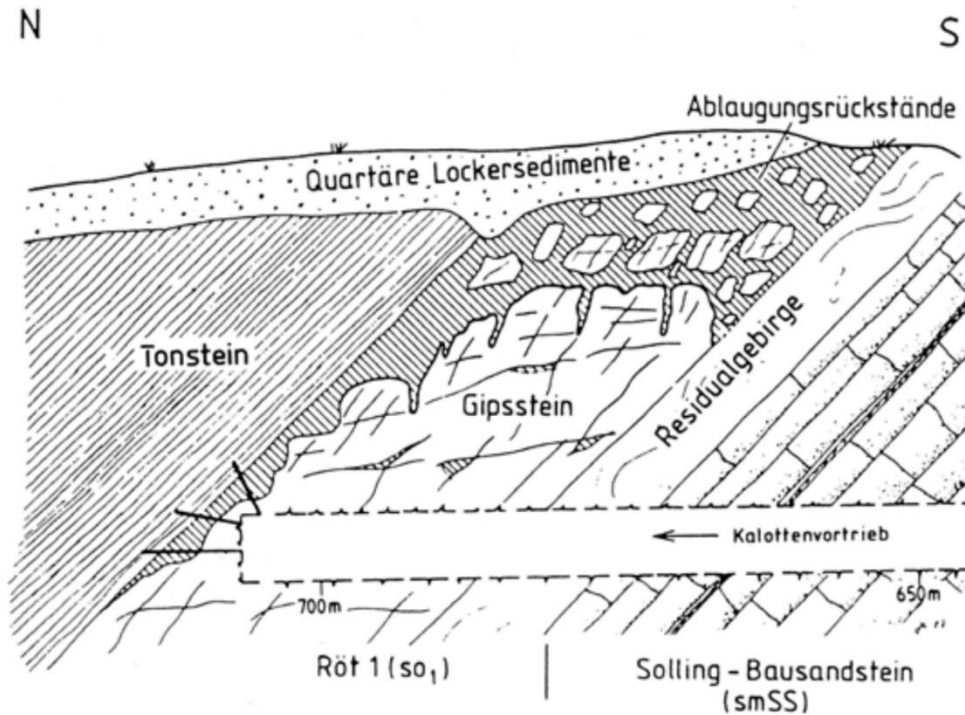 N
S
Ablaugungsrückstände
Quartäre Lockersedimente
Tonstein
Gipsstein
Residualgebirge
Kalottenvortrieb
700m
650m
Röt 1 (so₁)
Solling - Bausandstein
(smSS)